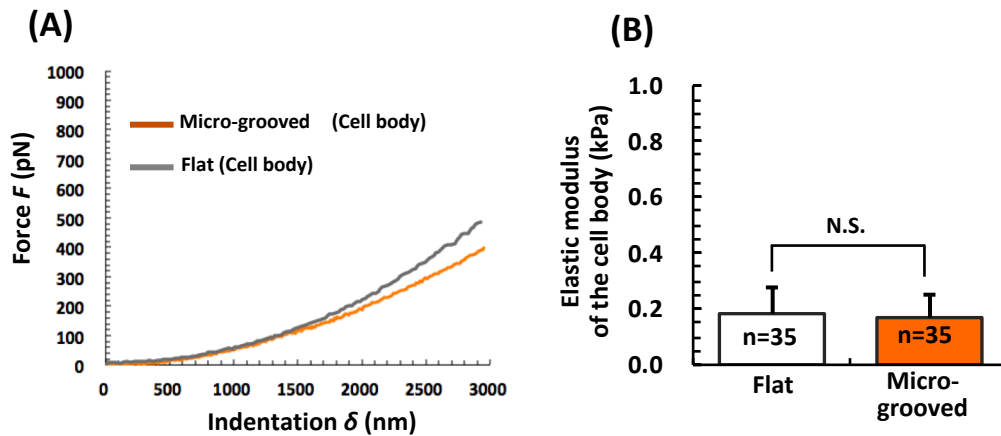 (A)
1000
900
800
700
600
500
400
300
200
100
0
Force F (pN)
Micro-grooved (Cell body)
Flat (Cell body)
0 500 1000 1500 2000 2500 3000
Indentation δ (nm)
(B)
Elastic modulus
of the cell body (kPa)
1.0
0.8
0.6
0.4
0.2
0.0
N.S.
n=35 n=35
Flat Micro-
grooved